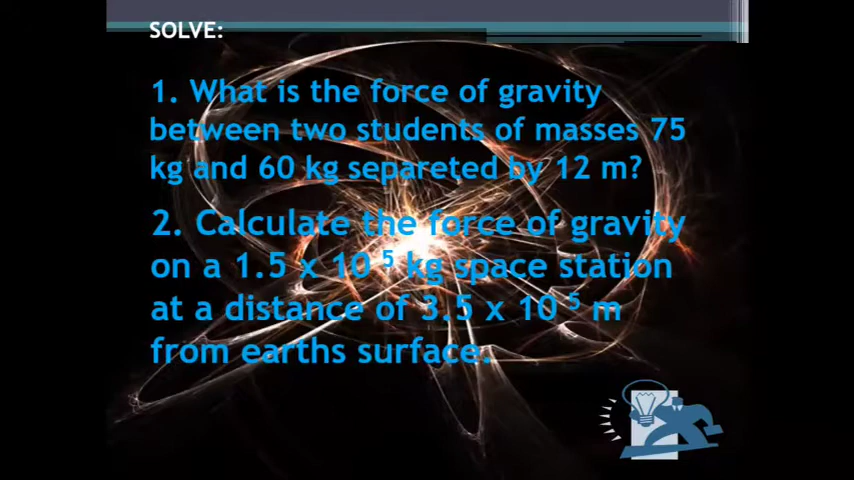 SOLVE:
1. What is the force of gravity
between two students of masses 75
kg and 60 kg separeted by 12 m?
2. Calculate the force of gravity
on a 1.5 x 10 ⁵ kg space station
at a distance of 3.5 x 10 ⁵ m
from earths surface.